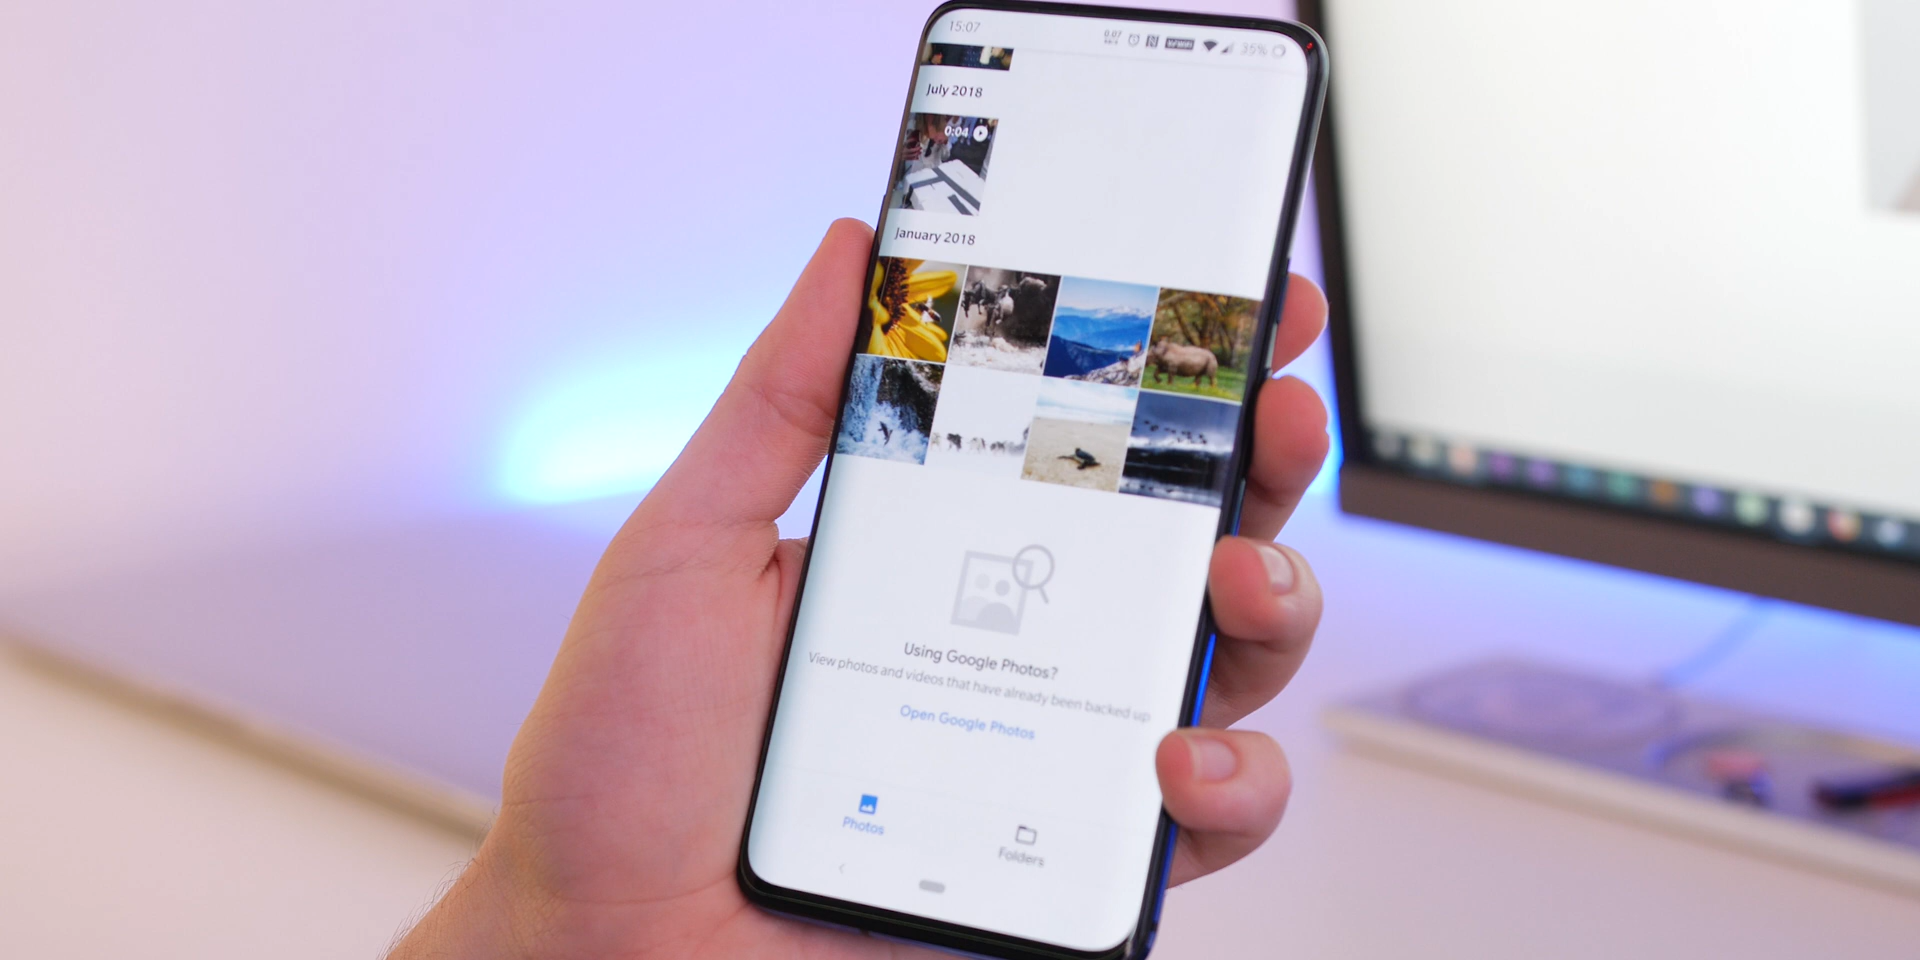 15:07
35%
July 2018
0:04
January 2018
Using Google Photos?
View photos and videos that have already been backed up
Open Google Photos
Photos
Folders